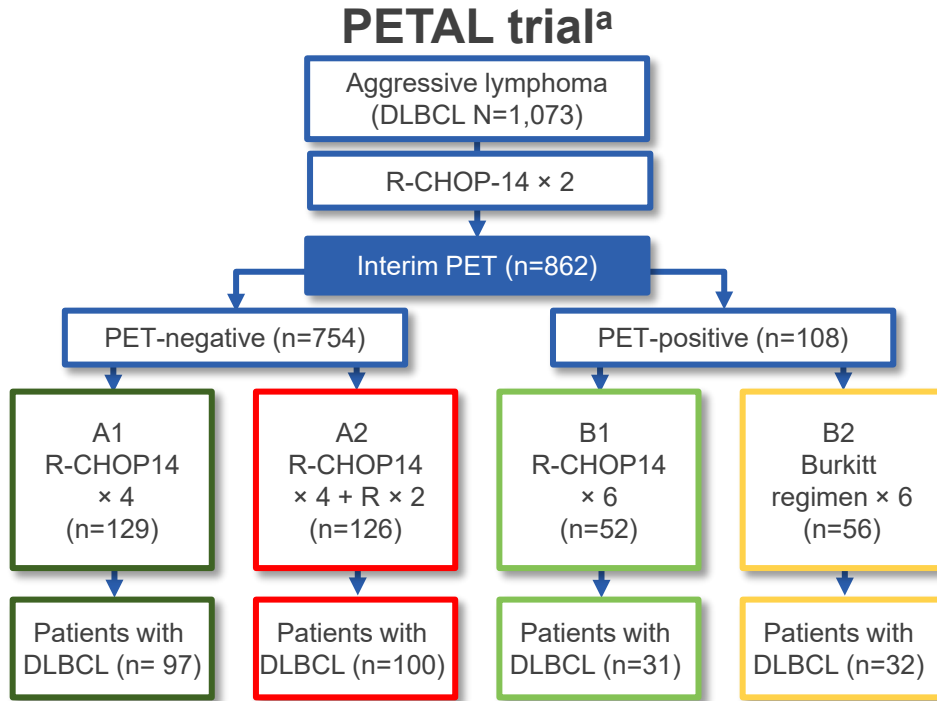 PETAL trialᵃ
Aggressive lymphoma
(DLBCL N=1,073)
R-CHOP-14 × 2
Interim PET (n=862)
PET-negative (n=754)
PET-positive (n=108)
A1
R-CHOP14
× 4
(n=129)
A2
R-CHOP14
× 4 + R × 2
(n=126)
B1
R-CHOP14
× 6
(n=52)
B2
Burkitt
regimen × 6
(n=56)
Patients with
DLBCL (n= 97)
Patients with
DLBCL (n=100)
Patients with
DLBCL (n=31)
Patients with
DLBCL (n=32)